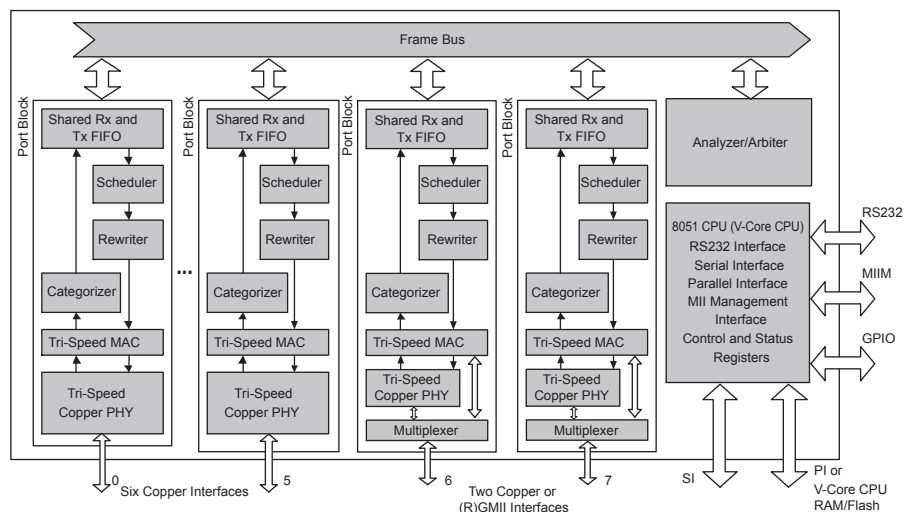 Frame Bus
Port Block
Shared Rx and
Tx FIFO
Scheduler
Rewriter
Categorizer
Tri-Speed MAC
Tri-Speed
Copper PHY
...
Port Block
Shared Rx and
Tx FIFO
Scheduler
Rewriter
Categorizer
Tri-Speed MAC
Tri-Speed
Copper PHY
Port Block
Shared Rx and
Tx FIFO
Scheduler
Rewriter
Categorizer
Tri-Speed MAC
Tri-Speed
Copper PHY
Multiplexer
Port Block
Shared Rx and
Tx FIFO
Scheduler
Rewriter
Categorizer
Tri-Speed MAC
Tri-Speed
Copper PHY
Multiplexer
Analyzer/Arbiter
8051 CPU (V-Core CPU)
RS232 Interface
Serial Interface
Parallel Interface
MII Management
Interface
Control and Status
Registers
RS232
MIIM
GPIO
0
Six Copper Interfaces
5
6
Two Copper or
(R)GMII Interfaces
7
SI
PI or
V-Core CPU
RAM/Flash